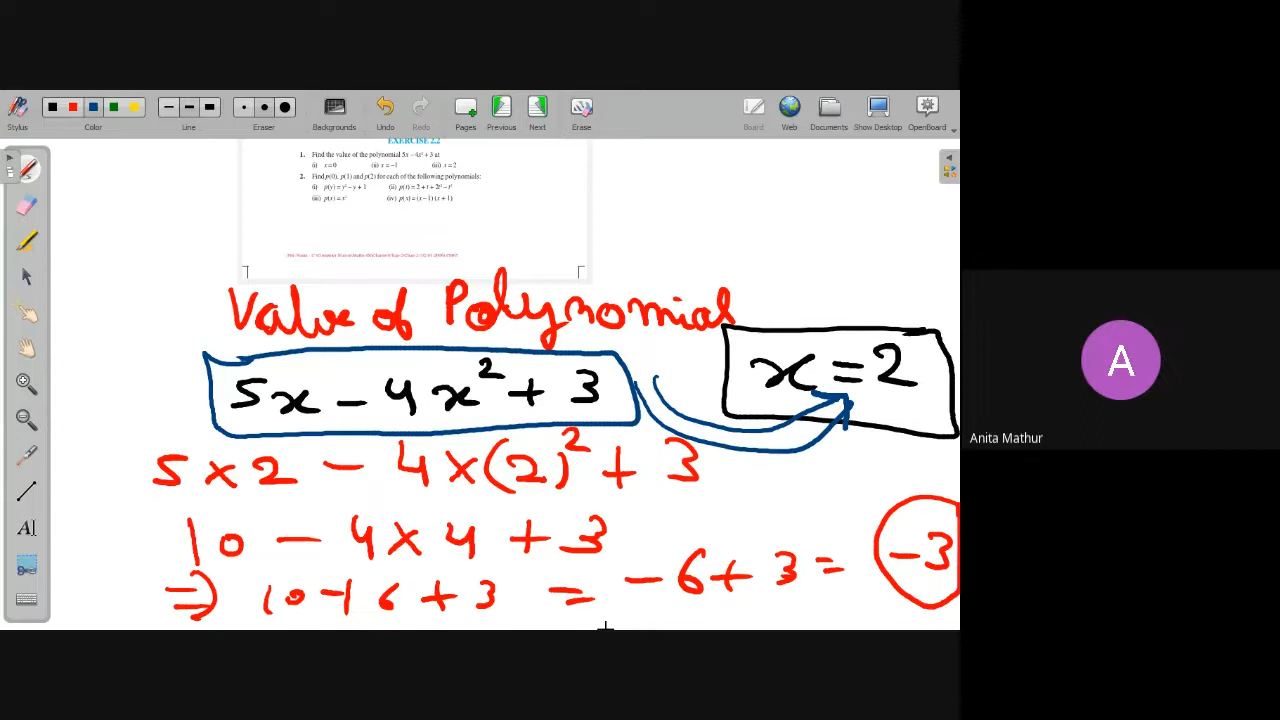 Stylus Color Line Eraser Backgrounds Undo Redo Pages Previous Next Erase Board Web Documents Show Desktop OpenBoard
EXERCISE 2.2
1. Find the value of the polynomial 5x – 4x² + 3 at
(i) x = 0 (ii) x = –1 (iii) x = 2
2. Find p(0), p(1) and p(2) for each of the following polynomials:
(i) p(y) = y² – y + 1 (ii) p(t) = 2 + t + 2t² – t³
(iii) p(x) = x³ (iv) p(x) = (x – 1) (x + 1)
Value of Polynomial
5x – 4x² + 3
x = 2
5 × 2 – 4 × (2)² + 3
10 – 4 × 4 + 3
⇒ 10 – 16 + 3 = – 6 + 3 = –3
A
Anita Mathur